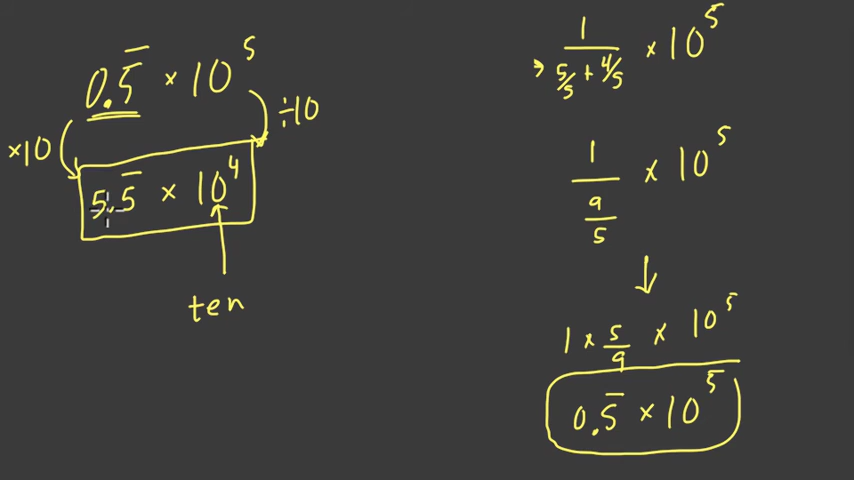 0.5̅ × 10⁵
×10
÷10
5.5̅ × 10⁴
ten
1/(5/5 + 4/5) × 10⁵
1/(9/5) × 10⁵
1 × 5/9 × 10⁵
0.5̅ × 10⁵